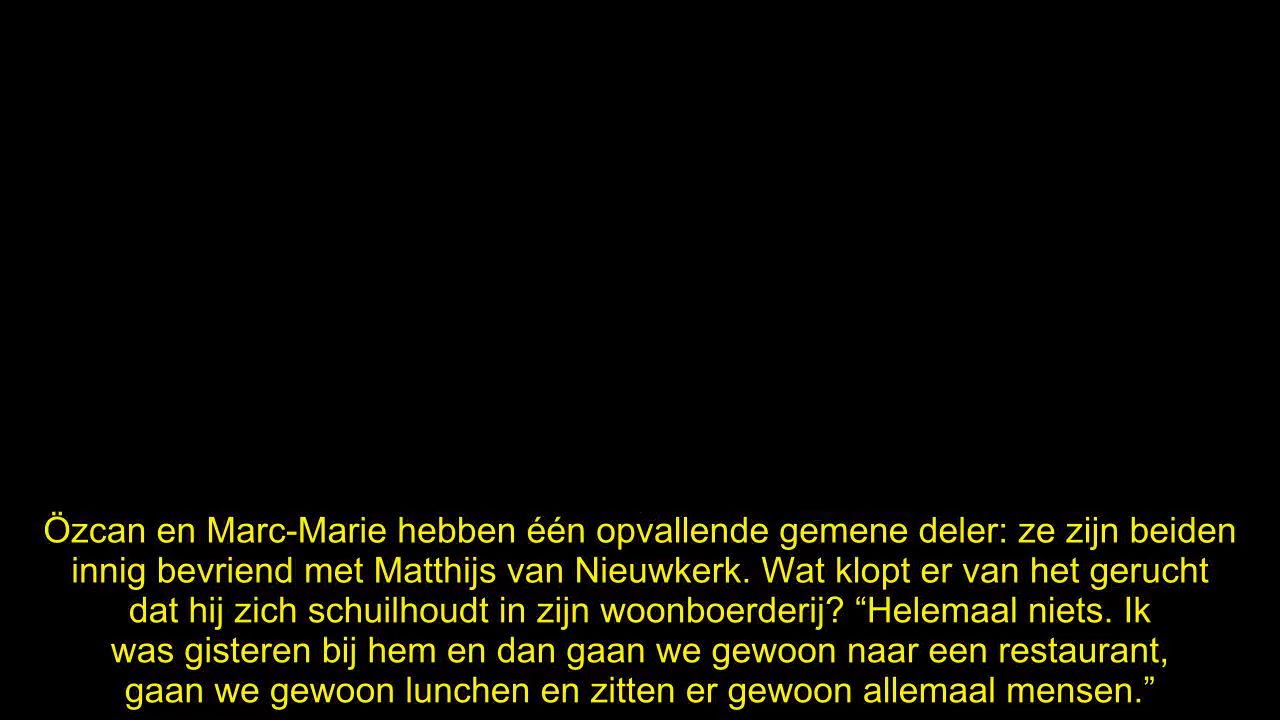 Özcan en Marc-Marie hebben één opvallende gemene deler: ze zijn beiden
innig bevriend met Matthijs van Nieuwkerk. Wat klopt er van het gerucht
dat hij zich schuilhoudt in zijn woonboerderij? “Helemaal niets. Ik
was gisteren bij hem en dan gaan we gewoon naar een restaurant,
gaan we gewoon lunchen en zitten er gewoon allemaal mensen.”